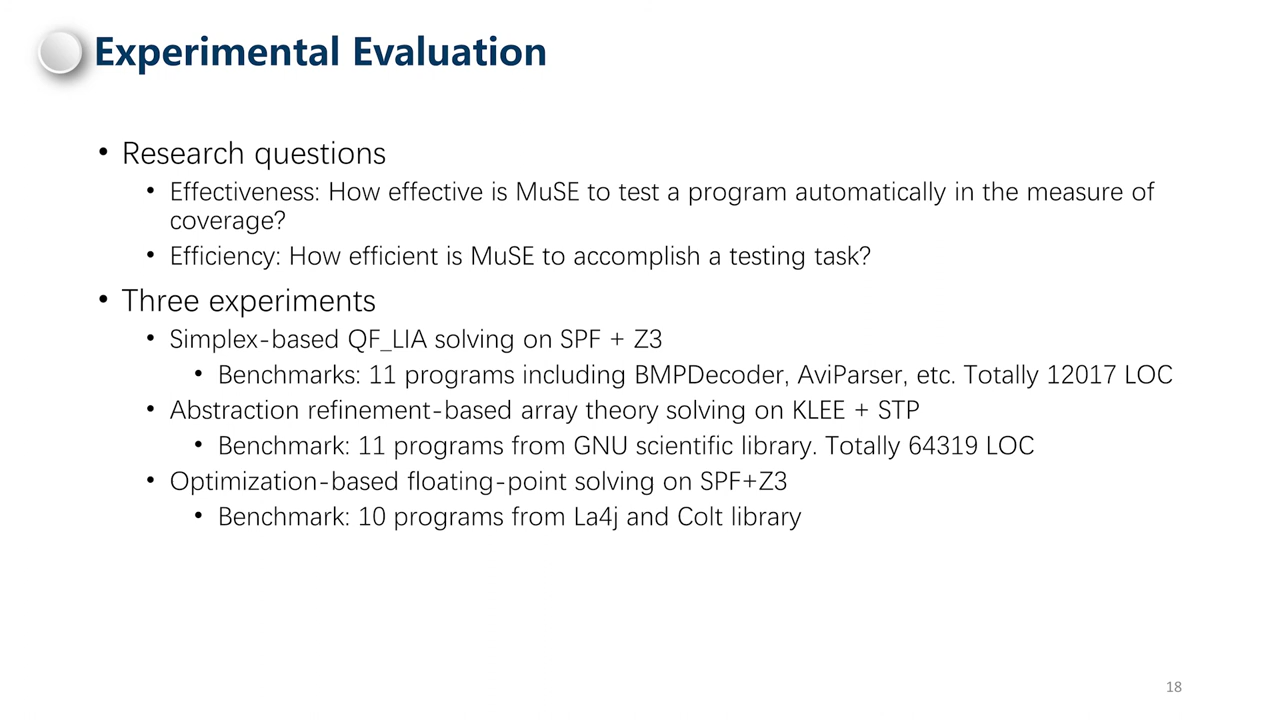 Experimental Evaluation
• Research questions
• Effectiveness: How effective is MuSE to test a program automatically in the measure of
coverage?
• Efficiency: How efficient is MuSE to accomplish a testing task?
• Three experiments
• Simplex-based QF_LIA solving on SPF + Z3
• Benchmarks: 11 programs including BMPDecoder, AviParser, etc. Totally 12017 LOC
• Abstraction refinement-based array theory solving on KLEE + STP
• Benchmark: 11 programs from GNU scientific library. Totally 64319 LOC
• Optimization-based floating-point solving on SPF+Z3
• Benchmark: 10 programs from La4j and Colt library
18